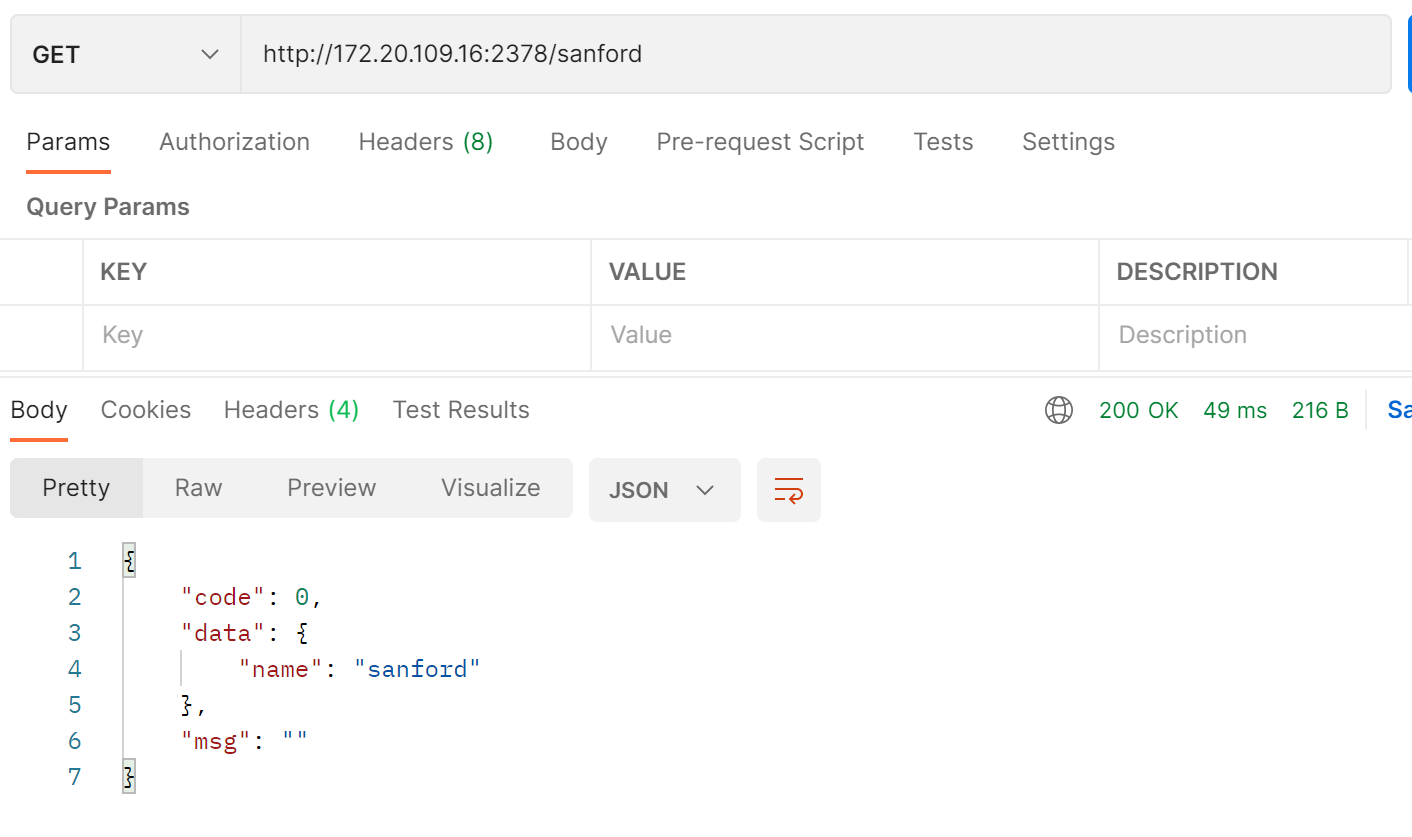 GET http://172.20.109.16:2378/sanford
Params Authorization Headers (8) Body Pre-request Script Tests Settings
Query Params
KEY VALUE DESCRIPTION
Key Value Description
Body Cookies Headers (4) Test Results 200 OK 49 ms 216 B Sa
Pretty Raw Preview Visualize JSON
1 {
2 "code": 0,
3 "data": {
4 "name": "sanford"
5 },
6 "msg": ""
7 }